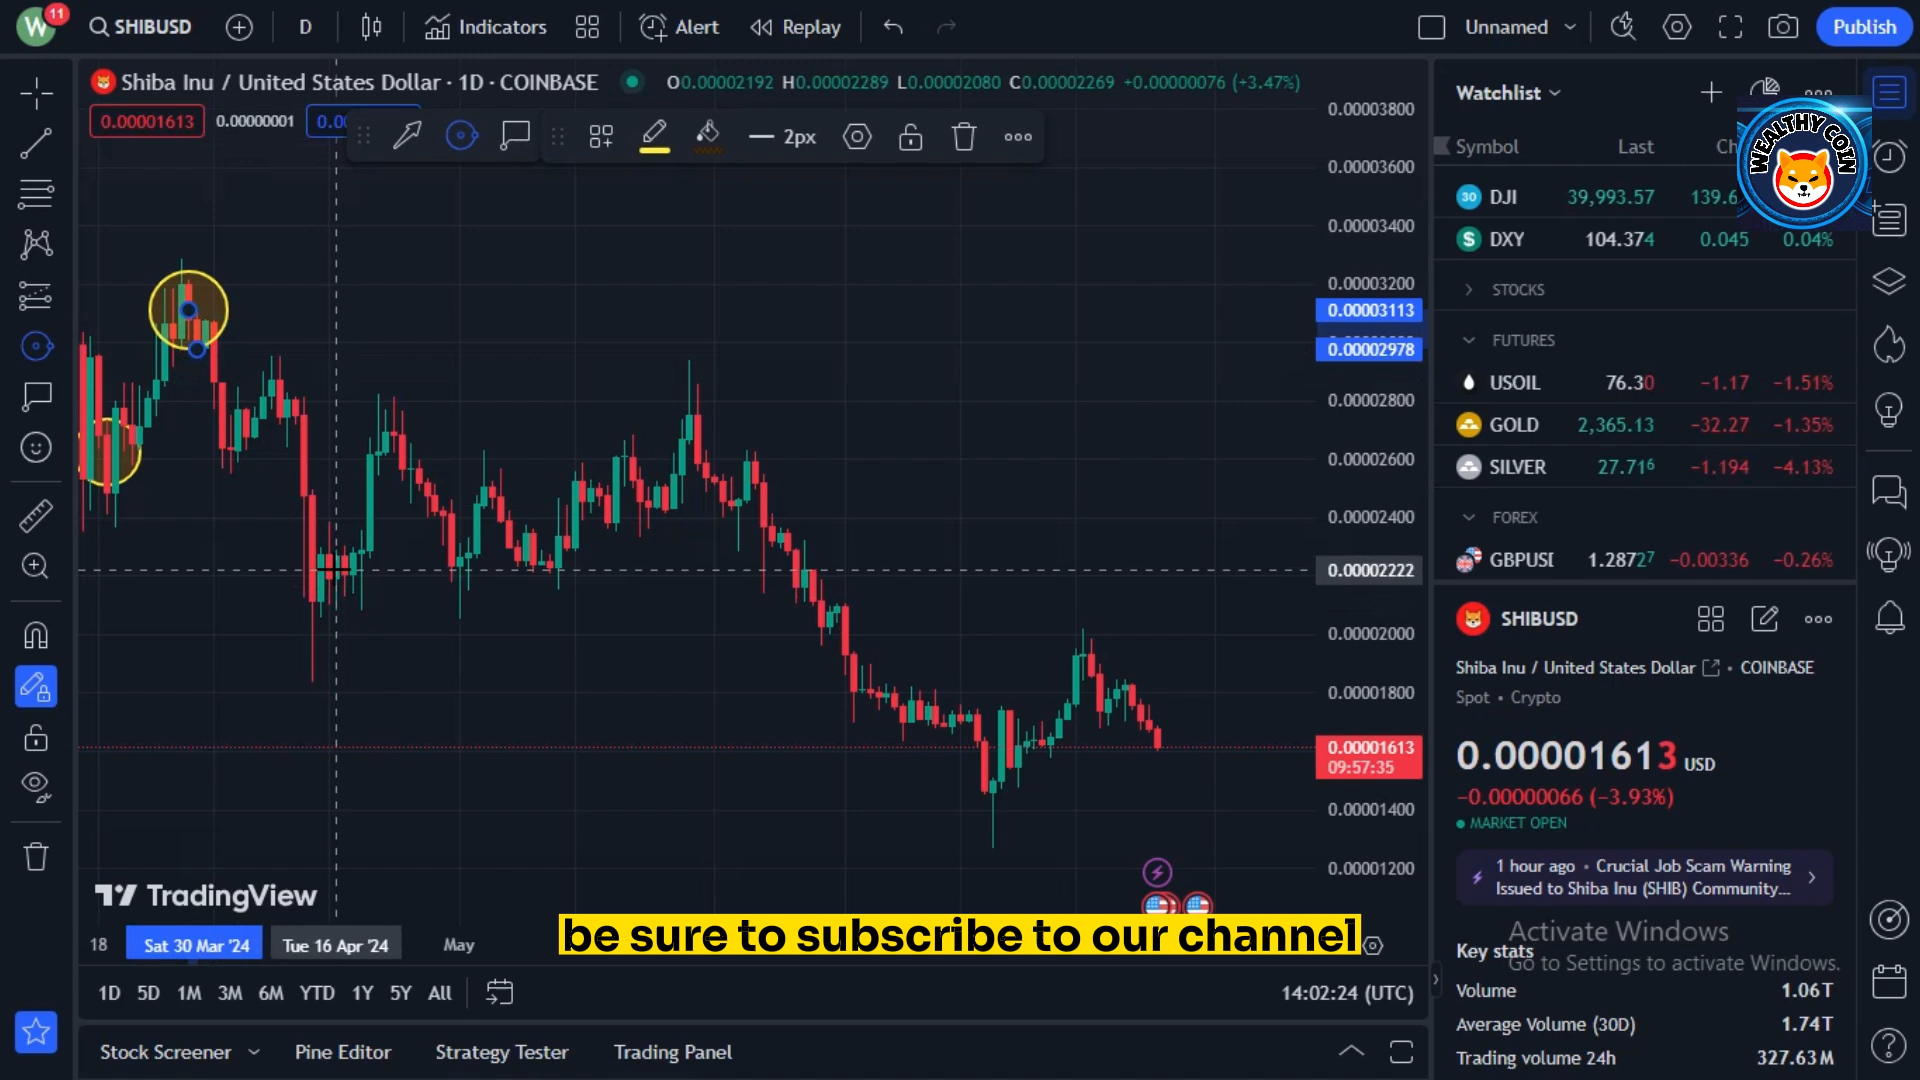 W 11 SHIBUSD D Indicators Alert Replay Unnamed Publish
Shiba Inu / United States Dollar · 1D · COINBASE O0.00002192 H0.00002289 L0.00002080 C0.00002269 +0.00000076 (+3.47%)
0.00001613 0.00000001 0.00
2px
0.00003800
0.00003600
0.00003400
0.00003200
0.00003113
0.00002978
0.00002800
0.00002600
0.00002400
0.00002222
0.00002000
0.00001800
0.00001613
09:57:35
0.00001400
0.00001200
TradingView
18 Sat 30 Mar '24 Tue 16 Apr '24 May
be sure to subscribe to our channel
1D 5D 1M 3M 6M YTD 1Y 5Y All 14:02:24 (UTC)
Stock Screener Pine Editor Strategy Tester Trading Panel
Watchlist
WEALTHY COIN
Symbol Last
30 DJI 39,993.57
$ DXY 104.374 0.045 0.04%
STOCKS
FUTURES
USOIL 76.30 −1.17 −1.51%
GOLD 2,365.13 −32.27 −1.35%
SILVER 27.716 −1.194 −4.13%
FOREX
GBPUSI 1.28727 −0.00336 −0.26%
SHIBUSD
Shiba Inu / United States Dollar • COINBASE
Spot • Crypto
0.00001613 USD
−0.00000066 (−3.93%)
MARKET OPEN
1 hour ago • Crucial Job Scam Warning
Issued to Shiba Inu (SHIB) Community...
Activate Windows
Go to Settings to activate Windows.
Key stats
Volume 1.06T
Average Volume (30D) 1.74T
Trading volume 24h 327.63M